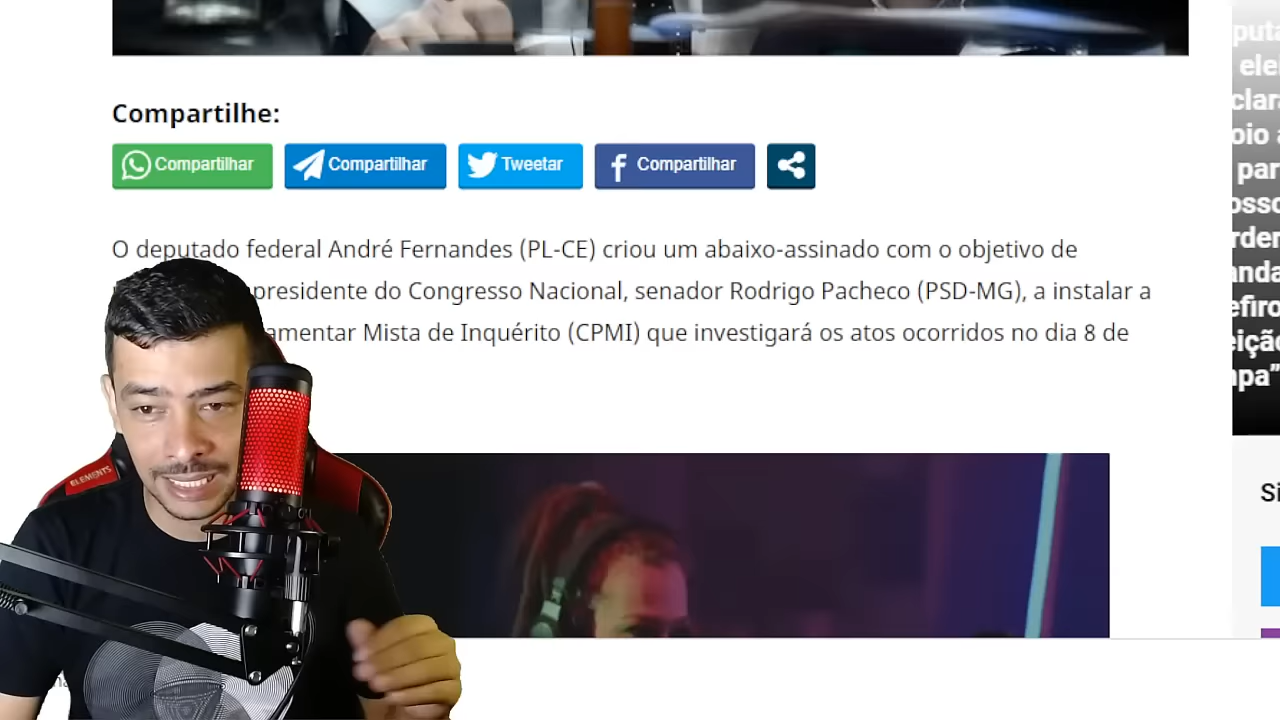 Compartilhe:
Compartilhar
Compartilhar
Tweetar
Compartilhar
O deputado federal André Fernandes (PL-CE) criou um abaixo-assinado com o objetivo de
presidente do Congresso Nacional, senador Rodrigo Pacheco (PSD-MG), a instalar a
Mista de Inquérito (CPMI) que investigará os atos ocorridos no dia 8 de
ELEMENTS